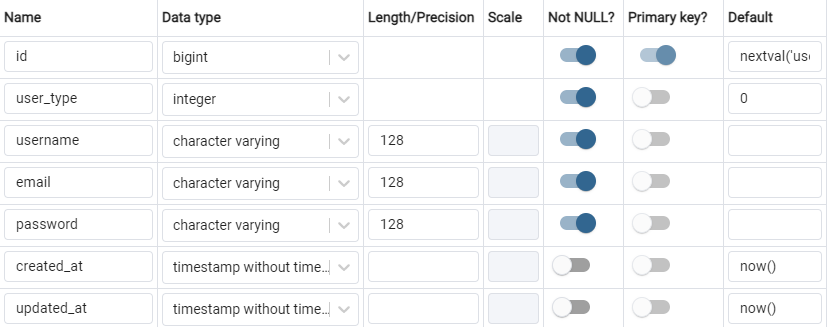 Name Data type Length/Precision Scale Not NULL? Primary key? Default
id bigint nextval('us
user_type integer 0
username character varying 128
email character varying 128
password character varying 128
created_at timestamp without time... now()
updated_at timestamp without time... now()